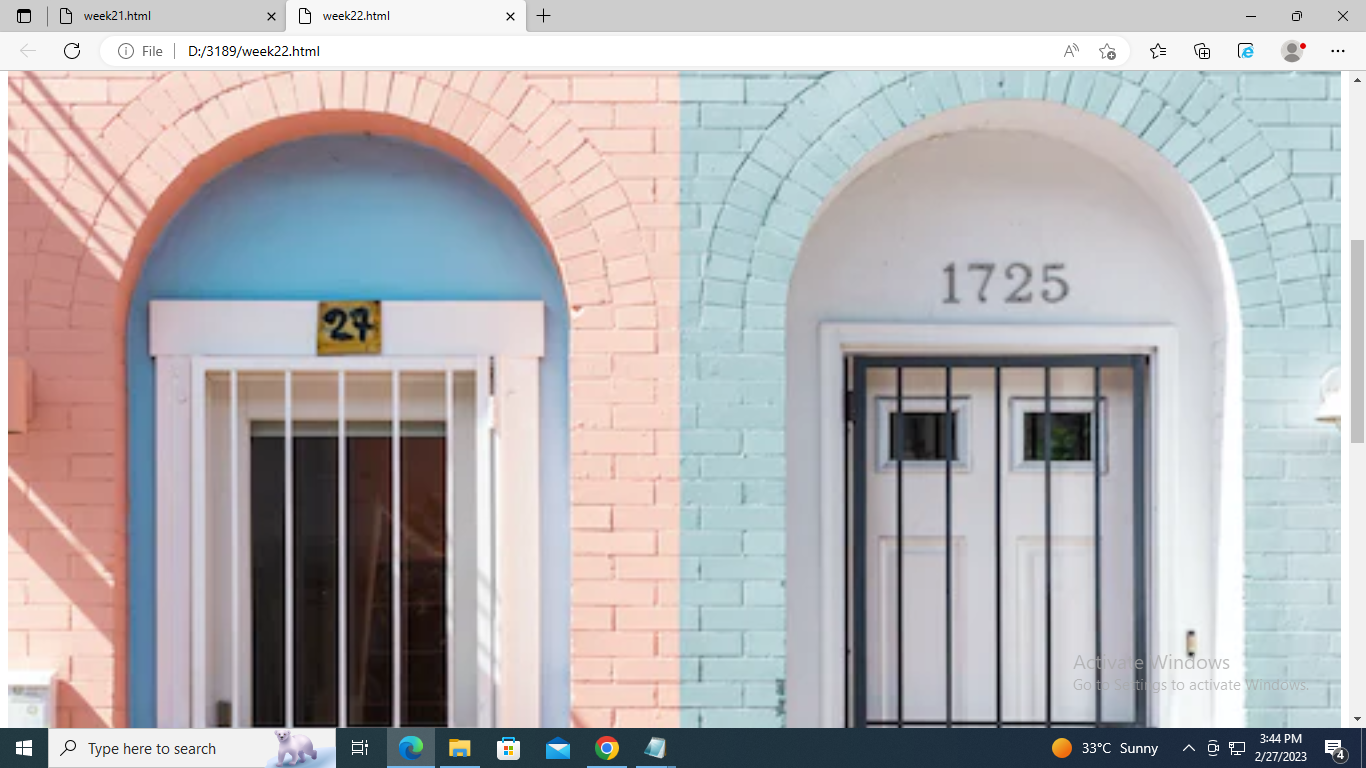 week21.html
week22.html
File
D:/3189/week22.html
27
1725
Activate Windows
Go to Settings to activate Windows.
Type here to search
33°C Sunny
3:44 PM
2/27/2023
4